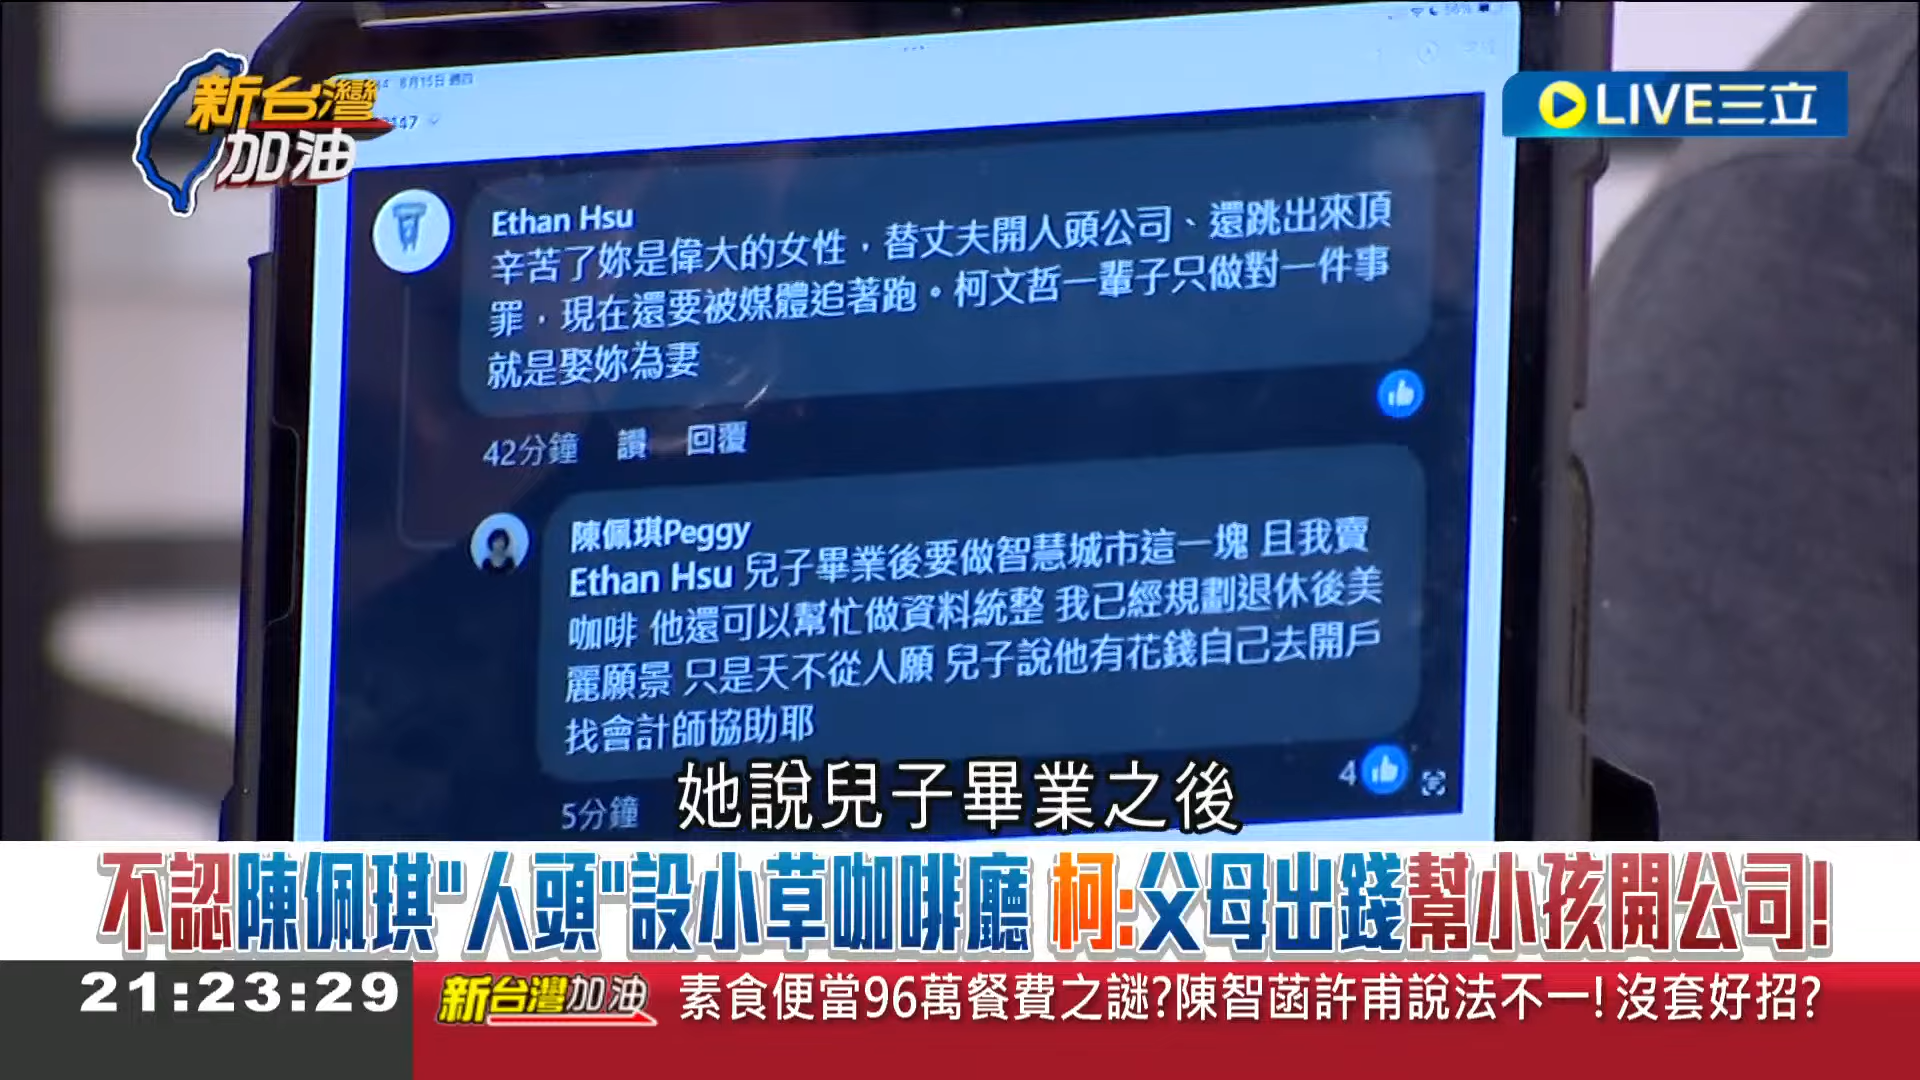 新台灣
加油
LIVE三立
8月15日 週四
147
56%
Ethan Hsu
辛苦了妳是偉大的女性，替丈夫開人頭公司、還跳出來頂
罪，現在還要被媒體追著跑。柯文哲一輩子只做對一件事
就是娶妳為妻
42分鐘 讚 回覆
陳佩琪Peggy
Ethan Hsu 兒子畢業後要做智慧城市這一塊 且我賣
咖啡 他還可以幫忙做資料統整 我已經規劃退休後美
麗願景 只是天不從人願 兒子說他有花錢自己去開戶
找會計師協助耶
4
5分鐘
她說兒子畢業之後
不認陳佩琪"人頭"設小草咖啡廳 柯:父母出錢幫小孩開公司!
21:23:29
新台灣加油
素食便當96萬餐費之謎?陳智菡許甫說法不一!沒套好招?